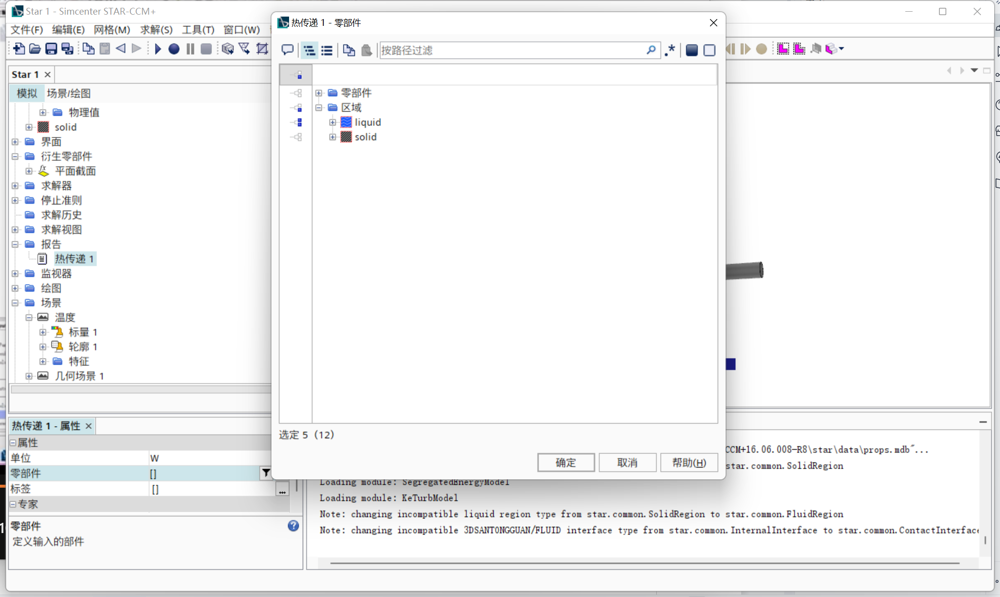 Star 1 - Simcenter STAR-CCM+
文件(F) 编辑(E) 网格(M) 求解(S) 工具(T) 窗口(W)
Star 1
模拟 场景/绘图
物理值
solid
界面
衍生零部件
平面截面
求解器
停止准则
求解历史
求解视图
报告
热传递 1
监视器
绘图
场景
温度
标量 1
轮廓 1
特征
几何场景 1
热传递 1 - 属性
属性
单位 W
零部件 []
标签 []
专家
零部件
定义输入的部件
热传递 1 - 零部件
按路径过滤
零部件
区域
liquid
solid
选定 5（12）
确定 取消 帮助(H)
CCM+16.06.008-R8\star\data\props.mdb"...
star.common.SolidRegion
Loading module: SegregatedEnergyModel
Loading module: KeTurbModel
Note: changing incompatible liquid region type from star.common.SolidRegion to star.common.FluidRegion
Note: changing incompatible 3DSANTONGGUAN/FLUID interface type from star.common.InternalInterface to star.common.ContactInterface